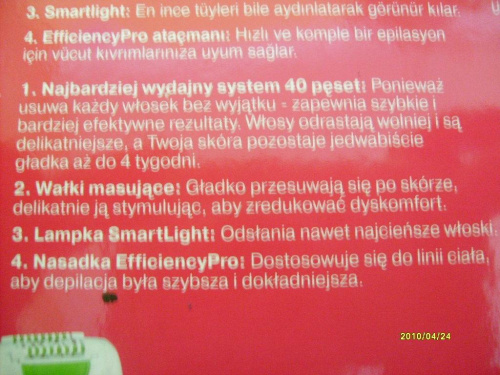 3. Smartlight: En ince tüyleri bile aydınlatarak görünür kılar.
4. EfficiencyPro ataçmanı: Hızlı ve komple bir epilasyon
için vücut kıvrımlarınıza uyum sağlar.
1. Najbardziej wydajny system 40 pęset: Ponieważ
usuwa każdy włosek bez wyjątku - zapewnia szybkie i
bardziej efektywne rezultaty. Włosy odrastają wolniej i są
delikatniejsze, a Twoja skóra pozostaje jedwabiście
gładka aż do 4 tygodni.
2. Wałki masujące: Gładko przesuwają się po skórze,
delikatnie ją stymulując, aby zredukować dyskomfort.
3. Lampka SmartLight: Odsłania nawet najcieńsze włoski.
4. Nasadka EfficiencyPro: Dostosowuje się do linii ciała,
aby depilacja była szybsza i dokładniejsza.
2010/04/24